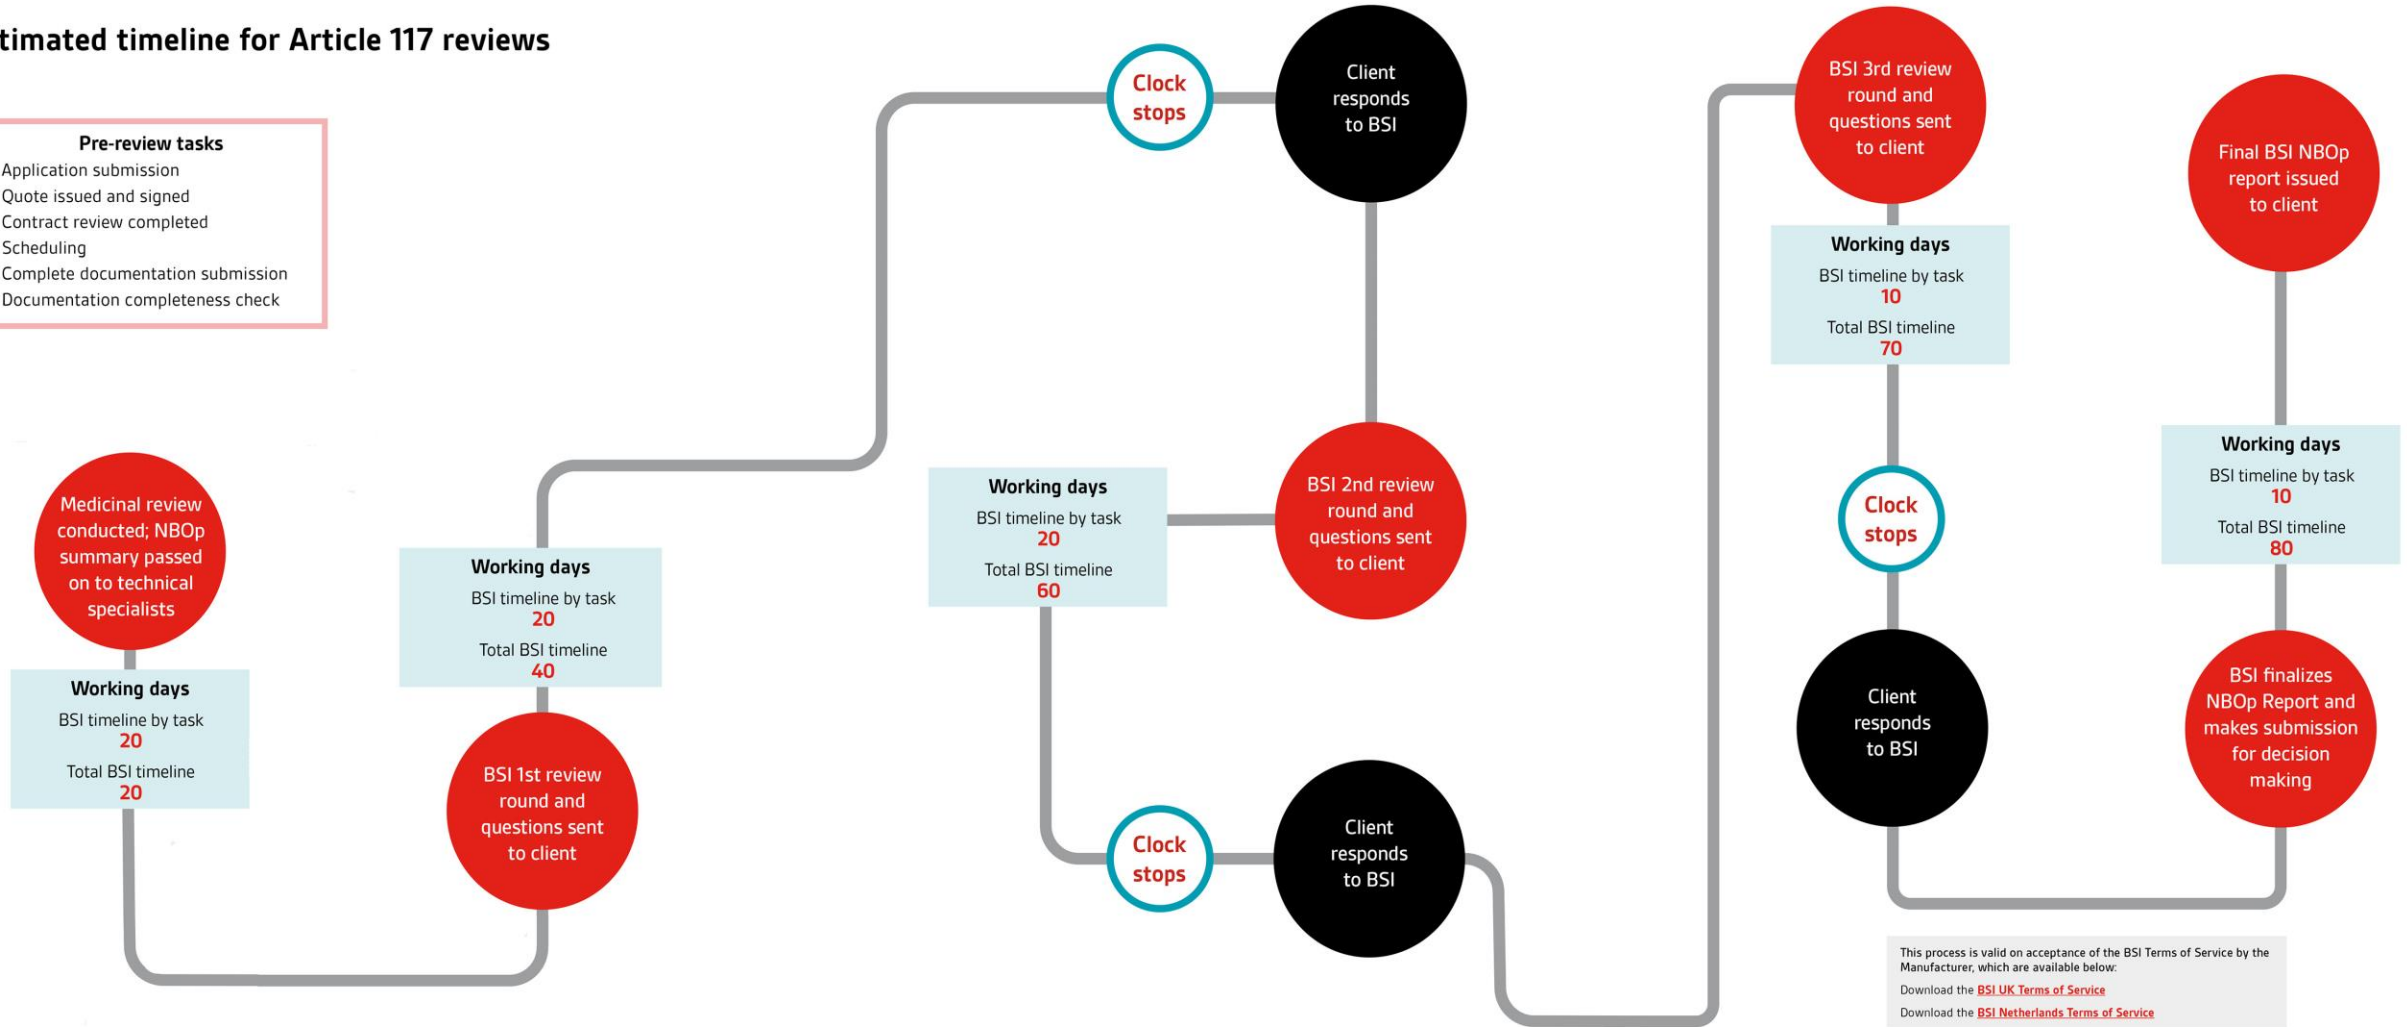 timated timeline for Article 117 reviews
Pre-review tasks
Application submission
Quote issued and signed
Contract review completed
Scheduling
Complete documentation submission
Documentation completeness check
Medicinal review
conducted; NBOp
summary passed
on to technical
specialists
Working days
BSI timeline by task
20
Total BSI timeline
20
BSI 1st review
round and
questions sent
to client
Working days
BSI timeline by task
20
Total BSI timeline
40
Clock
stops
Client
responds
to BSI
BSI 2nd review
round and
questions sent
to client
Working days
BSI timeline by task
20
Total BSI timeline
60
Clock
stops
Client
responds
to BSI
BSI 3rd review
round and
questions sent
to client
Working days
BSI timeline by task
10
Total BSI timeline
70
Clock
stops
Client
responds
to BSI
BSI finalizes
NBOp Report and
makes submission
for decision
making
Working days
BSI timeline by task
10
Total BSI timeline
80
Final BSI NBOp
report issued
to client
This process is valid on acceptance of the BSI Terms of Service by the
Manufacturer, which are available below:
Download the BSI UK Terms of Service
Download the BSI Netherlands Terms of Service